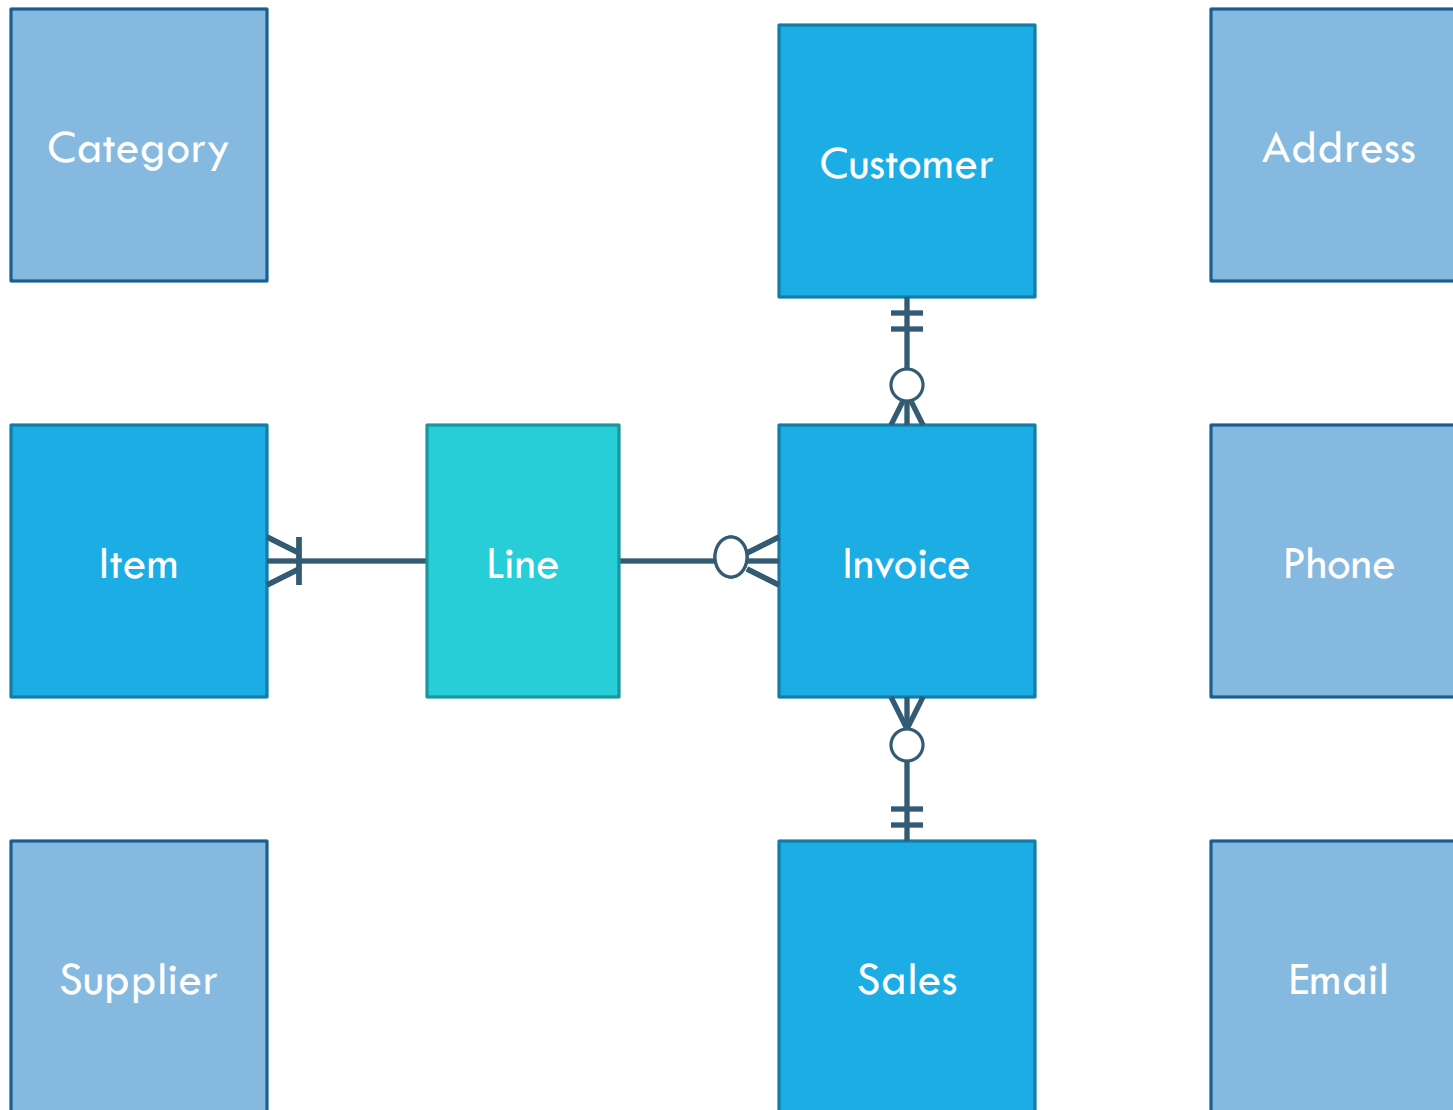 Category
Customer
Address
Item
Line
Invoice
Phone
Supplier
Sales
Email